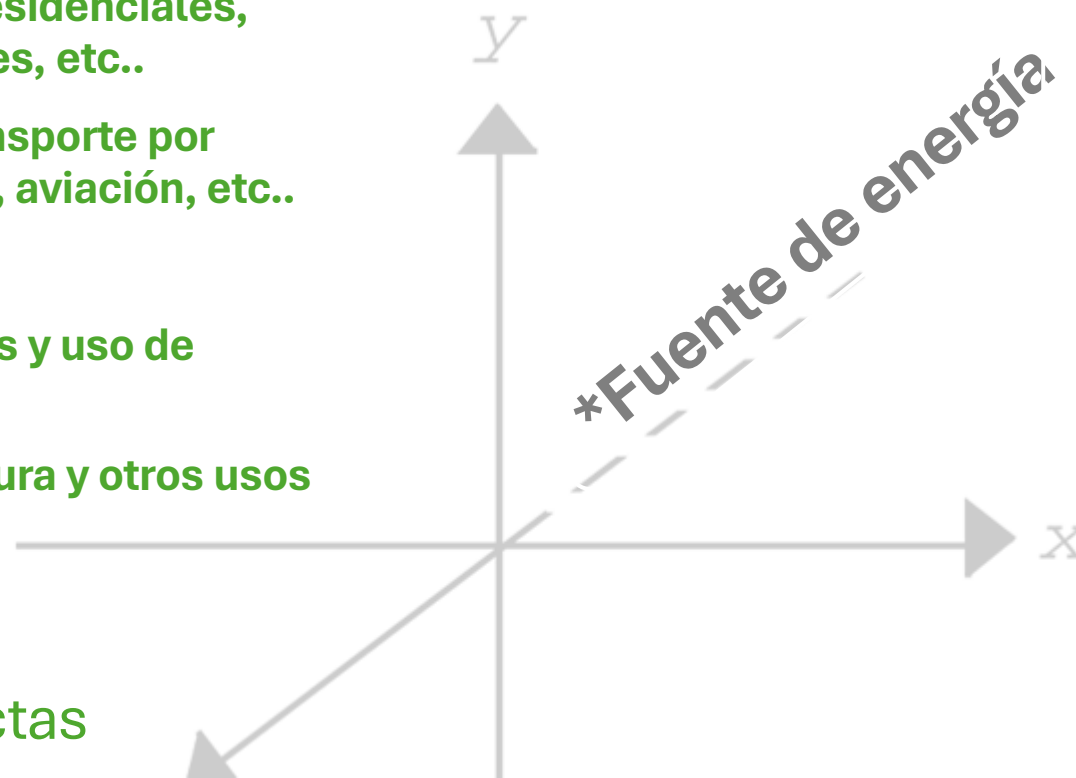 esidenciales,
es, etc..
nsporte por
, aviación, etc..
s y uso de
ura y otros usos
ctas
y
*Fuente de energía
x